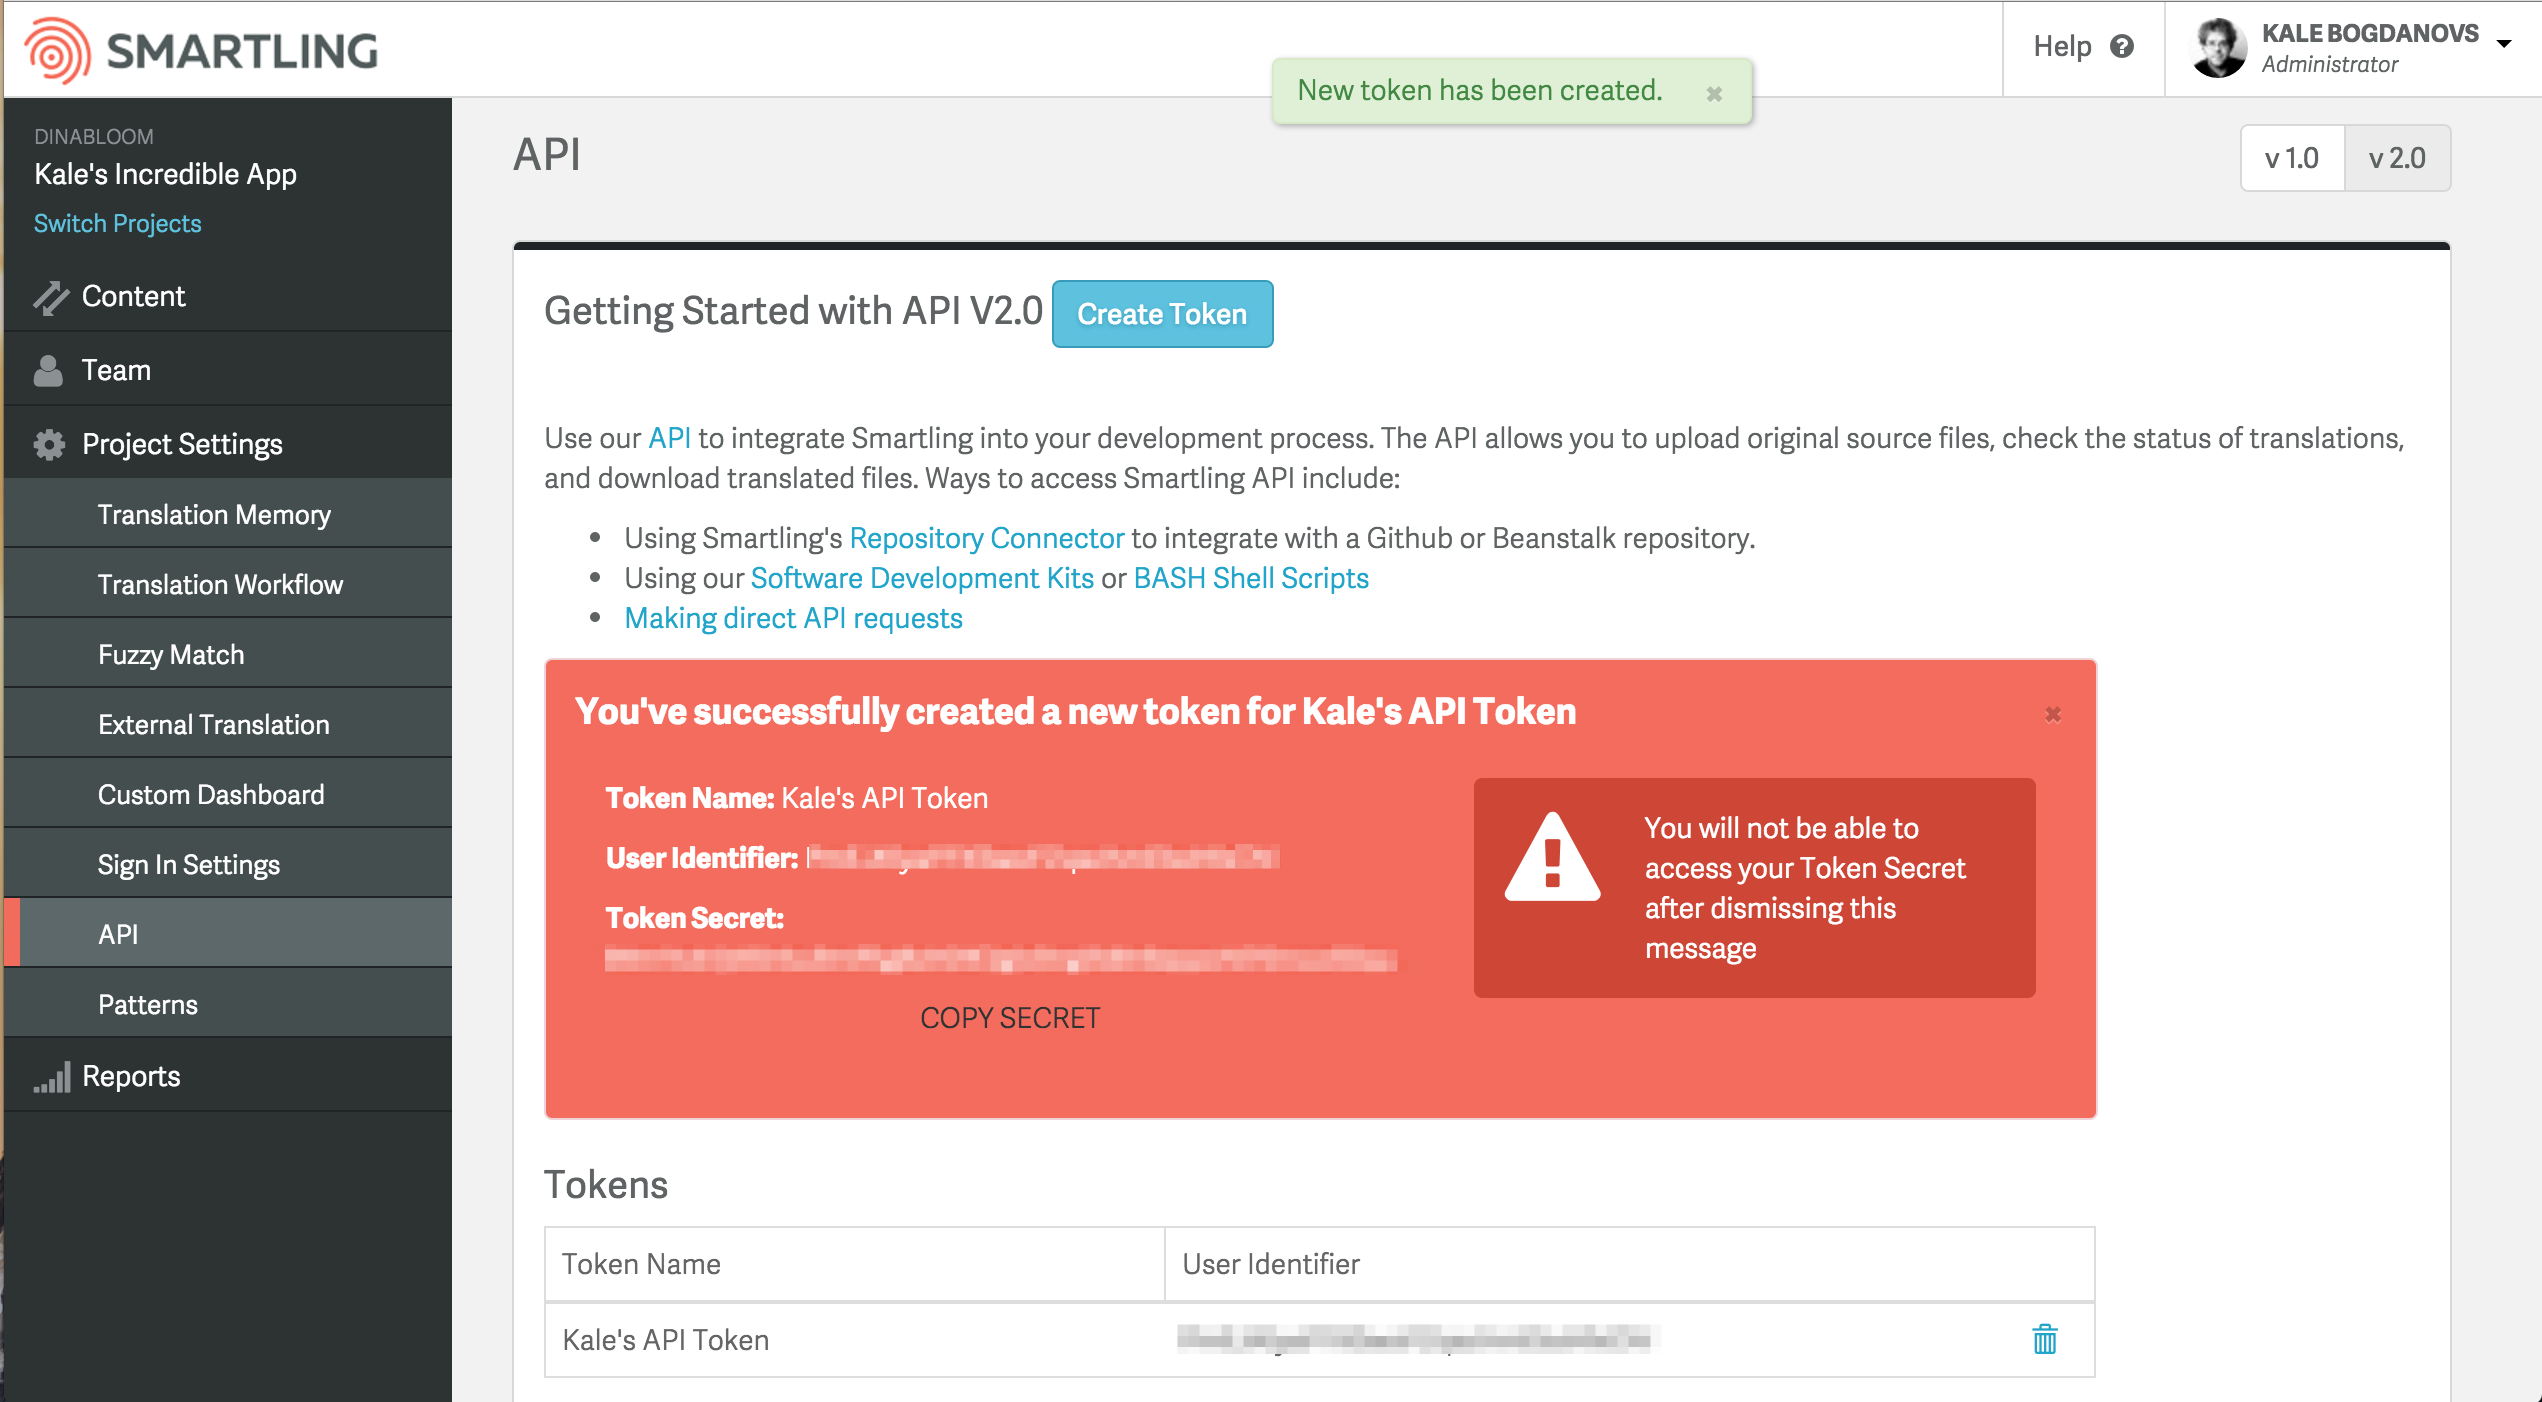 SMARTLING
New token has been created.
Help
KALE BOGDANOVS
Administrator
DINABLOOM
Kale's Incredible App
Switch Projects
Content
Team
Project Settings
Translation Memory
Translation Workflow
Fuzzy Match
External Translation
Custom Dashboard
Sign In Settings
API
Patterns
Reports
API
v 1.0
v 2.0
Getting Started with API V2.0
Create Token
Use our API to integrate Smartling into your development process. The API allows you to upload original source files, check the status of translations,
and download translated files. Ways to access Smartling API include:
• Using Smartling's Repository Connector to integrate with a Github or Beanstalk repository.
• Using our Software Development Kits or BASH Shell Scripts
• Making direct API requests
You've successfully created a new token for Kale's API Token
Token Name: Kale's API Token
User Identifier:
Token Secret:
COPY SECRET
You will not be able to
access your Token Secret
after dismissing this
message
Tokens
Token Name
User Identifier
Kale's API Token